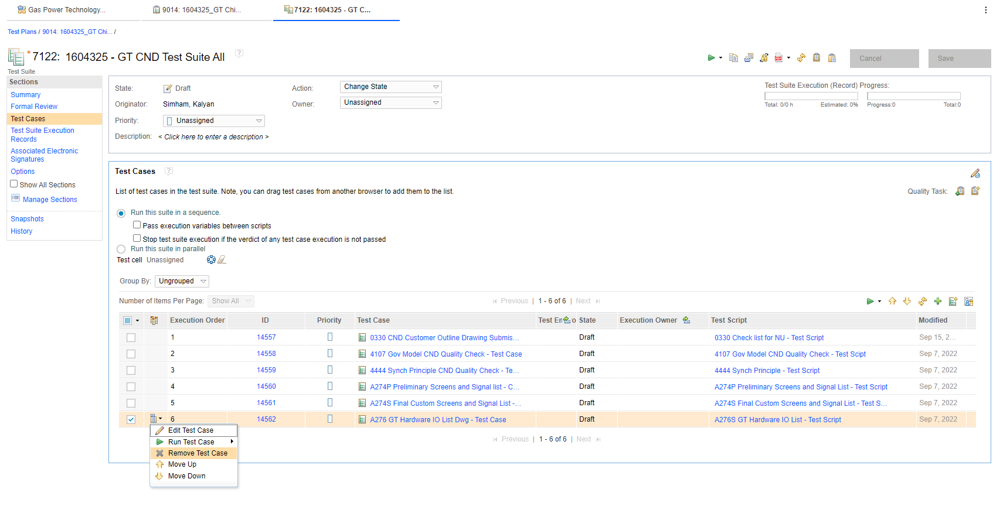 Gas Power Technology...
9014: 1604325_GT Chi...
7122: 1604325 - GT C...
Test Plans / 9014: 1604325_GT Chi... /
* 7122: 1604325 - GT CND Test Suite All ?
PDF
Cancel
Save
Test Suite
Sections
Summary
Formal Review
Test Cases
Test Suite Execution
Records
Associated Electronic
Signatures
Options
Show All Sections
Manage Sections
Snapshots
History
State: Draft
Action: Change State
Originator: Simham, Kalyan
Owner: Unassigned
Priority: Unassigned
Description: < Click here to enter a description >
Test Suite Execution (Record) Progress:
Total: 0/0 h Estimated: 0% Progress:0 Total:0
Test Cases ?
List of test cases in the test suite. Note, you can drag test cases from another browser to add them to the list.
Quality Task:
Run this suite in a sequence.
Pass execution variables between scripts
Stop test suite execution if the verdict of any test case execution is not passed
Run this suite in parallel
Test cell Unassigned
Group By: Ungrouped
Number of Items Per Page: Show All
Previous | 1 - 6 of 6 | Next
Execution Order ID Priority Test Case Test En o State Execution Owner Test Script Modified
1 14557 0330 CND Customer Outline Drawing Submis... Draft 0330 Check list for NU - Test Script Sep 15, 2...
2 14558 4107 Gov Model CND Quality Check - Test Case Draft 4107 Gov Model CND Quality Check - Test Scipt Sep 7, 2022
3 14559 4444 Synch Principle CND Quality Check - Te... Draft 4444 Synch Principle - Test Script Sep 7, 2022
4 14560 A274P Preliminary Screens and Signal list - C... Draft A274P Preliminary Screens and Signal List - Test Script Sep 7, 2022
5 14561 A274S Final Custom Screens and Signal List -... Draft A274S Final Custom Screens and Signal List - Test S... Sep 7, 2022
6 14562 A276 GT Hardware IO List Dwg - Test Case Draft A276S GT Hardware IO List - Test Script Sep 7, 2022
Edit Test Case
Run Test Case
Remove Test Case
Move Up
Move Down
Previous | 1 - 6 of 6 | Next